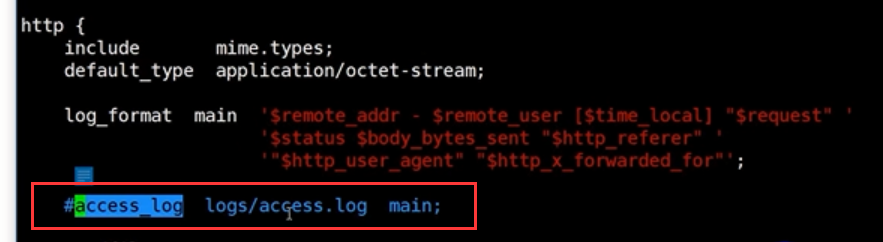 http {
    include       mime.types;
    default_type  application/octet-stream;
    log_format  main  '$remote_addr - $remote_user [$time_local] "$request" '
                      '$status $body_bytes_sent "$http_referer" '
                      '"$http_user_agent" "$http_x_forwarded_for"';
    #access_log  logs/access.log  main;